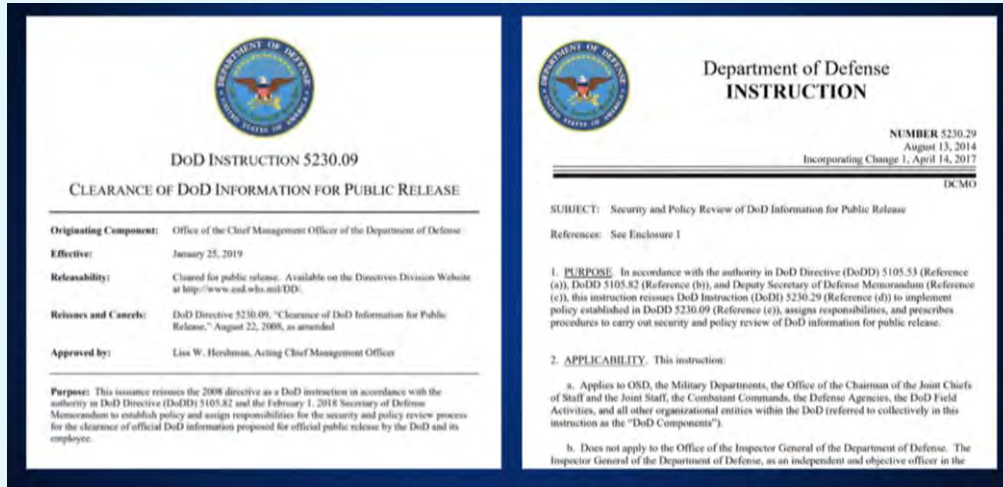 DEPARTMENT OF DEFENSE
UNITED STATES OF AMERICA
DOD INSTRUCTION 5230.09
CLEARANCE OF DOD INFORMATION FOR PUBLIC RELEASE
Originating Component: Office of the Chief Management Officer of the Department of Defense
Effective: January 25, 2019
Releasability: Cleared for public release. Available on the Directives Division Website
at http://www.esd.whs.mil/DD/.
Reissues and Cancels: DoD Directive 5230.09, "Clearance of DoD Information for Public
Release," August 22, 2008, as amended
Approved by: Lisa W. Hershman, Acting Chief Management Officer
Purpose: This issuance reissues the 2008 directive as a DoD instruction in accordance with the
authority in DoD Directive (DoDD) 5105.82 and the February 1, 2018 Secretary of Defense
Memorandum to establish policy and assign responsibilities for the security and policy review process
for the clearance of official DoD information proposed for official public release by the DoD and its
employee.
DEPARTMENT OF DEFENSE
UNITED STATES OF AMERICA
Department of Defense
INSTRUCTION
NUMBER 5230.29
August 13, 2014
Incorporating Change 1, April 14, 2017
DCMO
SUBJECT: Security and Policy Review of DoD Information for Public Release
References: See Enclosure 1
1. PURPOSE. In accordance with the authority in DoD Directive (DoDD) 5105.53 (Reference
(a)), DoDD 5105.82 (Reference (b)), and Deputy Secretary of Defense Memorandum (Reference
(c)), this instruction reissues DoD Instruction (DoDI) 5230.29 (Reference (d)) to implement
policy established in DoDD 5230.09 (Reference (e)), assigns responsibilities, and prescribes
procedures to carry out security and policy review of DoD information for public release.
2. APPLICABILITY. This instruction:
a. Applies to OSD, the Military Departments, the Office of the Chairman of the Joint Chiefs
of Staff and the Joint Staff, the Combatant Commands, the Defense Agencies, the DoD Field
Activities, and all other organizational entities within the DoD (referred to collectively in this
instruction as the "DoD Components").
b. Does not apply to the Office of the Inspector General of the Department of Defense. The
Inspector General of the Department of Defense, as an independent and objective officer in the